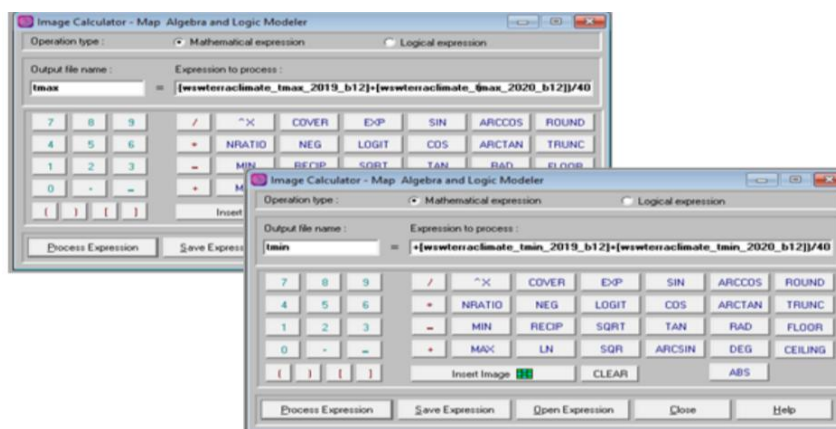 Image Calculator - Map Algebra and Logic Modeler
Operation type :
Mathematical expression
Logical expression
Output file name :
Expression to process :
tmax
=
[wswterraclimate_tmax_2019_b12]+[wswterraclimate_tmax_2020_b12])/40
7 8 9 / ^X COVER EXP SIN ARCCOS ROUND
4 5 6 * NRATIO NEG LOGIT COS ARCTAN TRUNC
1 2 3 - MIN RECIP SQRT TAN RAD FLOOR
0 . - + M
( ) [ ] Insert
Process Expression Save Express
Image Calculator - Map Algebra and Logic Modeler
Operation type :
Mathematical expression
Logical expression
Output file name :
Expression to process :
tmin
=
+[wswterraclimate_tmin_2019_b12]+[wswterraclimate_tmin_2020_b12])/40
7 8 9 / ^X COVER EXP SIN ARCCOS ROUND
4 5 6 * NRATIO NEG LOGIT COS ARCTAN TRUNC
1 2 3 - MIN RECIP SQRT TAN RAD FLOOR
0 . - + MAX LN SQR ARCSIN DEG CEILING
( ) [ ] Insert Image CLEAR ABS
Process Expression Save Expression Open Expression Close Help